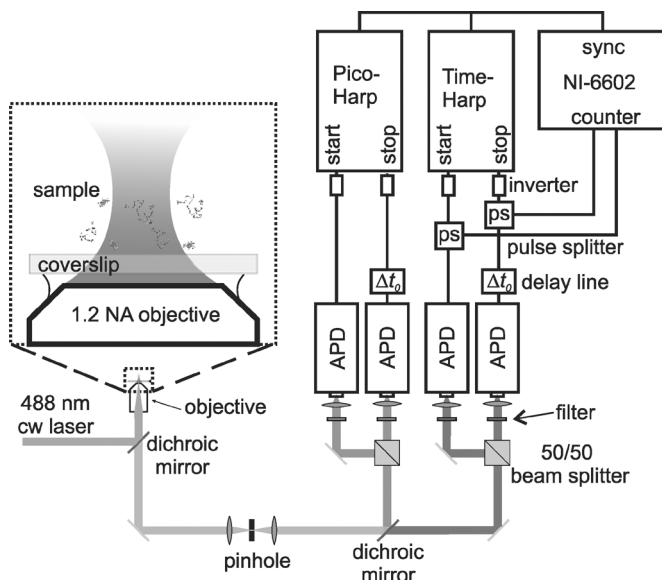 Pico-
Harp
start
stop
Time-
Harp
start
stop
sync
NI-6602
counter
inverter
ps
ps
pulse splitter
Δt₀
Δt₀
delay line
APD
APD
APD
APD
filter
50/50
beam splitter
sample
coverslip
1.2 NA objective
488 nm
cw laser
objective
dichroic
mirror
pinhole
dichroic
mirror